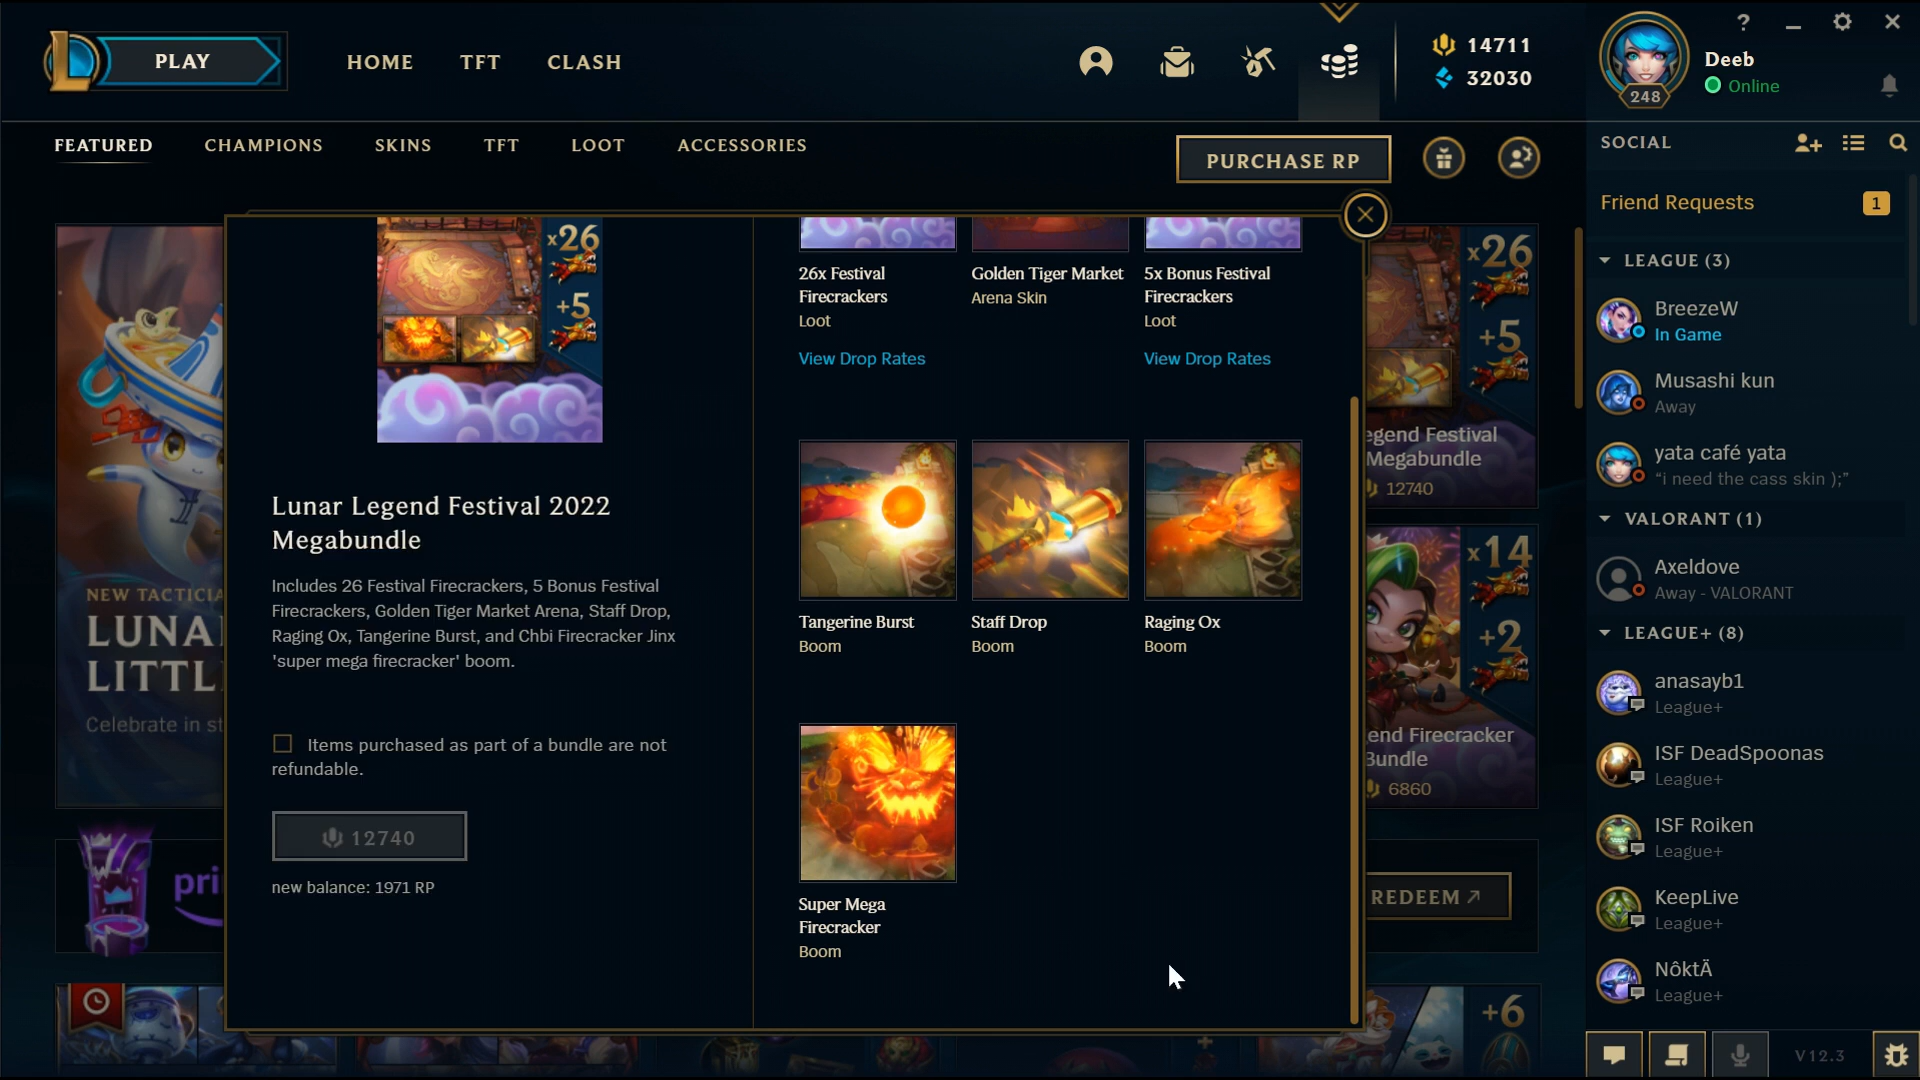 PLAY
HOME
TFT
CLASH
14711
32030
248
Deeb
Online
?
FEATURED
CHAMPIONS
SKINS
TFT
LOOT
ACCESSORIES
PURCHASE RP
x26
+5
Lunar Legend Festival 2022
Megabundle
Includes 26 Festival Firecrackers, 5 Bonus Festival
Firecrackers, Golden Tiger Market Arena, Staff Drop,
Raging Ox, Tangerine Burst, and Chbi Firecracker Jinx
'super mega firecracker' boom.
Items purchased as part of a bundle are not
refundable.
12740
new balance: 1971 RP
26x Festival
Firecrackers
Loot
View Drop Rates
Golden Tiger Market
Arena Skin
5x Bonus Festival
Firecrackers
Loot
View Drop Rates
Tangerine Burst
Boom
Staff Drop
Boom
Raging Ox
Boom
Super Mega
Firecracker
Boom
NEW TACTICIA
LUNA
LITTL
Celebrate in st
pri
x26
+5
egend Festival
Megabundle
12740
x14
+2
end Firecracker
Bundle
6860
REDEEM
+6
SOCIAL
Friend Requests
1
LEAGUE (3)
BreezeW
In Game
Musashi kun
Away
yata café yata
“i need the cass skin );”
VALORANT (1)
Axeldove
Away - VALORANT
LEAGUE+ (8)
anasayb1
League+
ISF DeadSpoonas
League+
ISF Roiken
League+
KeepLive
League+
NôktÄ
League+
V12.3